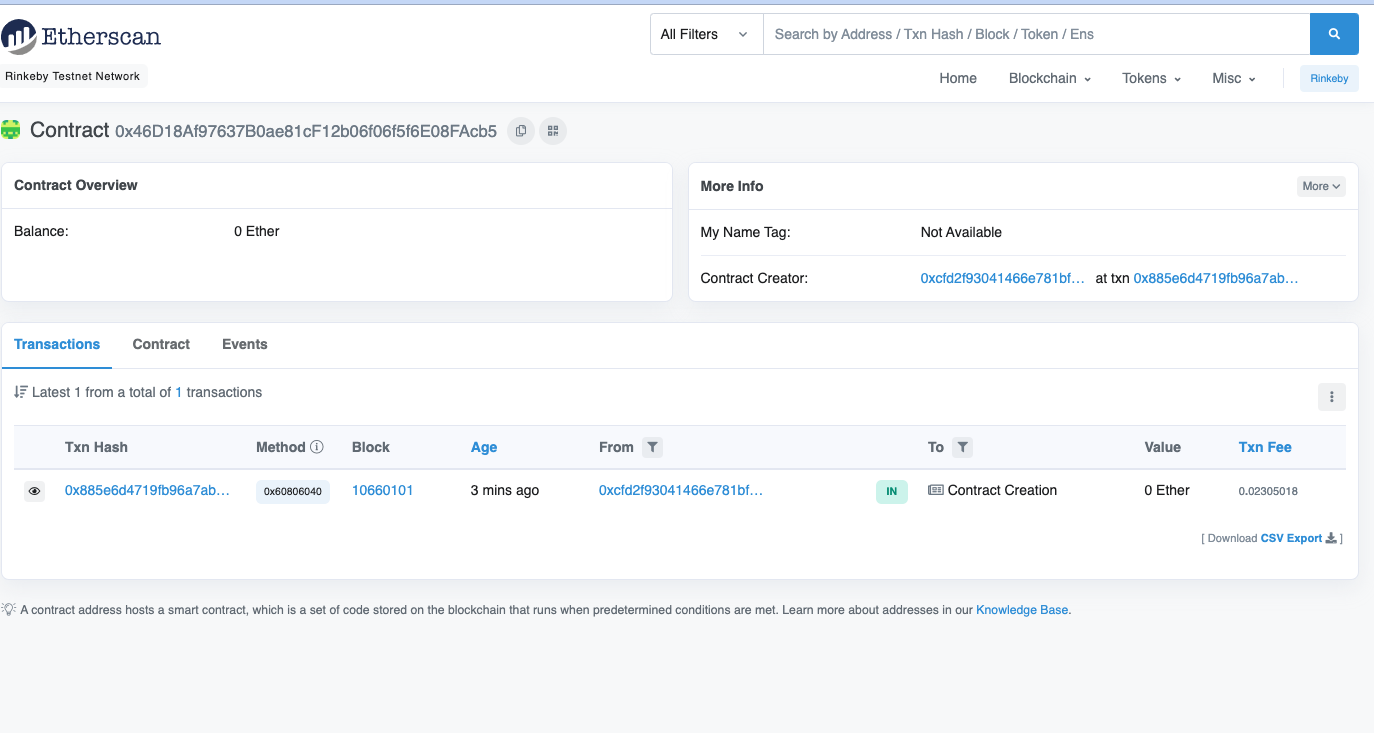 Etherscan
All Filters
Search by Address / Txn Hash / Block / Token / Ens
Rinkeby Testnet Network
Home Blockchain Tokens Misc Rinkeby
Contract 0x46D18Af97637B0ae81cF12b06f06f5f6E08FAcb5
Contract Overview
Balance: 0 Ether
More Info More
My Name Tag: Not Available
Contract Creator: 0xcfd2f93041466e781bf... at txn 0x885e6d4719fb96a7ab...
Transactions Contract Events
Latest 1 from a total of 1 transactions
Txn Hash Method Block Age From To Value Txn Fee
0x885e6d4719fb96a7ab... 0x60806040 10660101 3 mins ago 0xcfd2f93041466e781bf... IN Contract Creation 0 Ether 0.02305018
[ Download CSV Export ]
A contract address hosts a smart contract, which is a set of code stored on the blockchain that runs when predetermined conditions are met. Learn more about addresses in our Knowledge Base.